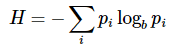 H = − ∑ᵢ pᵢ log_b pᵢ